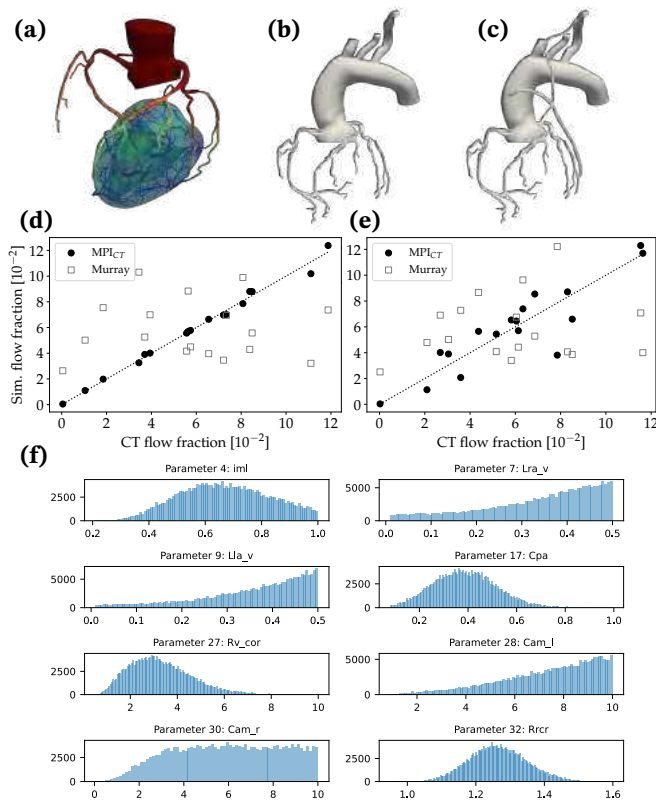 (a)
(b)
(c)
(d)
(e)
Sim. flow fraction [10⁻²]
12
10
8
6
4
2
0
MPI_CT
Murray
0 2 4 6 8 10 12
CT flow fraction [10⁻²]
12
10
8
6
4
2
0
MPI_CT
Murray
0 2 4 6 8 10 12
CT flow fraction [10⁻²]
(f)
Parameter 4: iml
2500
0
0.2 0.4 0.6 0.8 1.0
Parameter 7: Lra_v
5000
0
0.0 0.1 0.2 0.3 0.4 0.5
Parameter 9: Lla_v
5000
0
0.0 0.1 0.2 0.3 0.4 0.5
Parameter 17: Cpa
2500
0
0.2 0.4 0.6 0.8 1.0
Parameter 27: Rv_cor
2500
0
2 4 6 8 10
Parameter 28: Cam_l
5000
2500
0
2 4 6 8 10
Parameter 30: Cam_r
2500
0
0 2 4 6 8 10
Parameter 32: Rrcr
2500
0
1.0 1.2 1.4 1.6